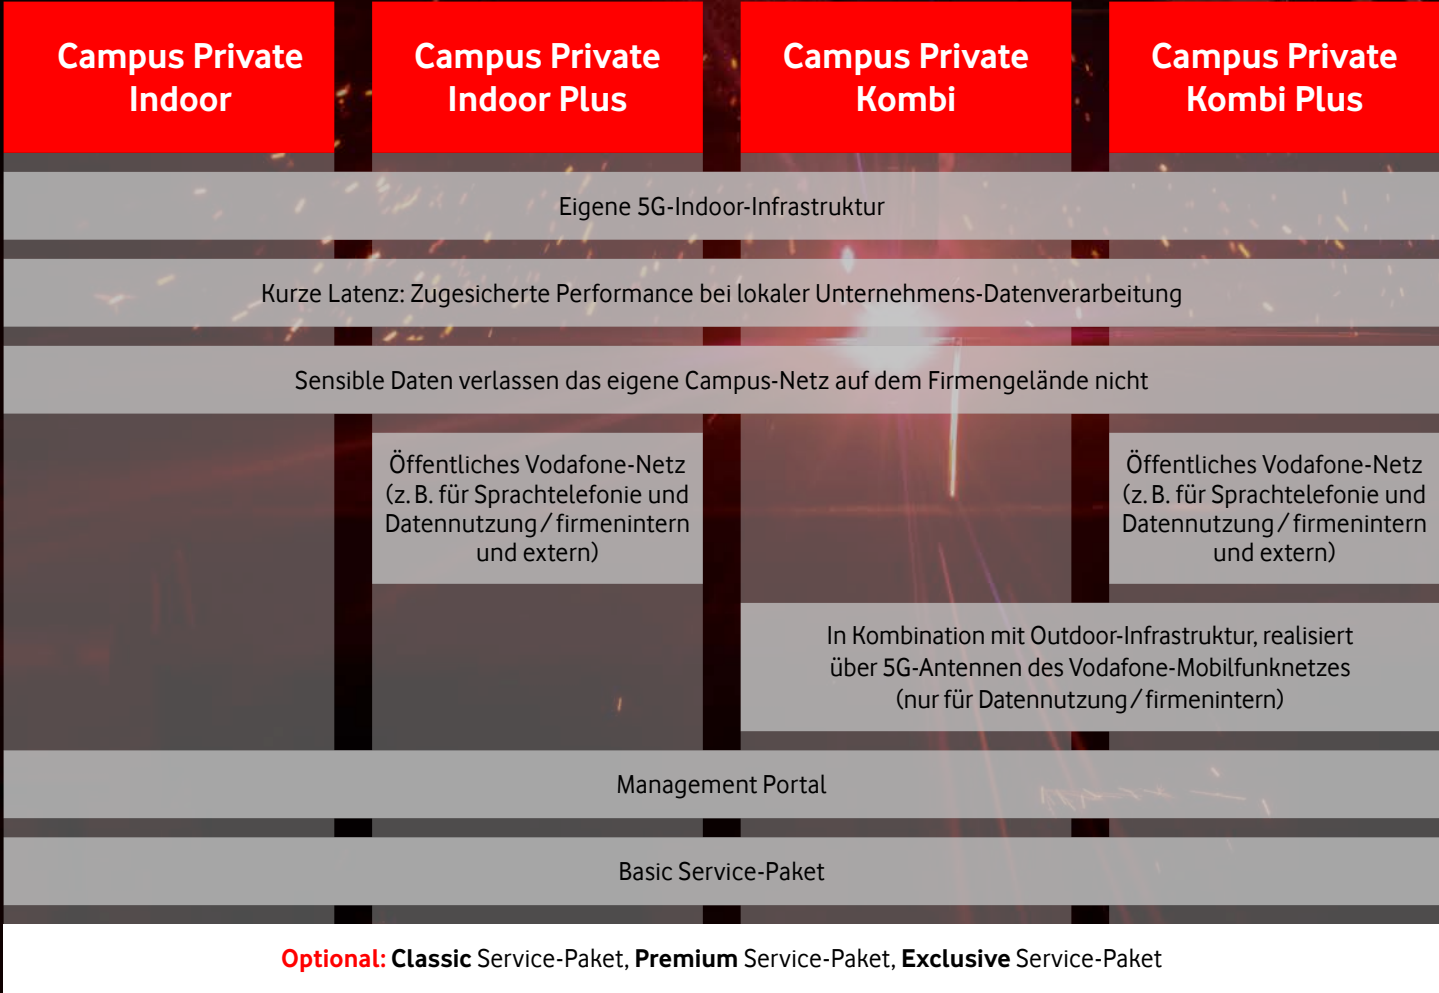 Campus Private
Indoor
Campus Private
Indoor Plus
Campus Private
Kombi
Campus Private
Kombi Plus
Eigene 5G-Indoor-Infrastruktur
Kurze Latenz: Zugesicherte Performance bei lokaler Unternehmens-Datenverarbeitung
Sensible Daten verlassen das eigene Campus-Netz auf dem Firmengelände nicht
Öffentliches Vodafone-Netz
(z. B. für Sprachtelefonie und
Datennutzung / firmenintern
und extern)
Öffentliches Vodafone-Netz
(z. B. für Sprachtelefonie und
Datennutzung / firmenintern
und extern)
In Kombination mit Outdoor-Infrastruktur, realisiert
über 5G-Antennen des Vodafone-Mobilfunknetzes
(nur für Datennutzung / firmenintern)
Management Portal
Basic Service-Paket
Optional: Classic Service-Paket, Premium Service-Paket, Exclusive Service-Paket